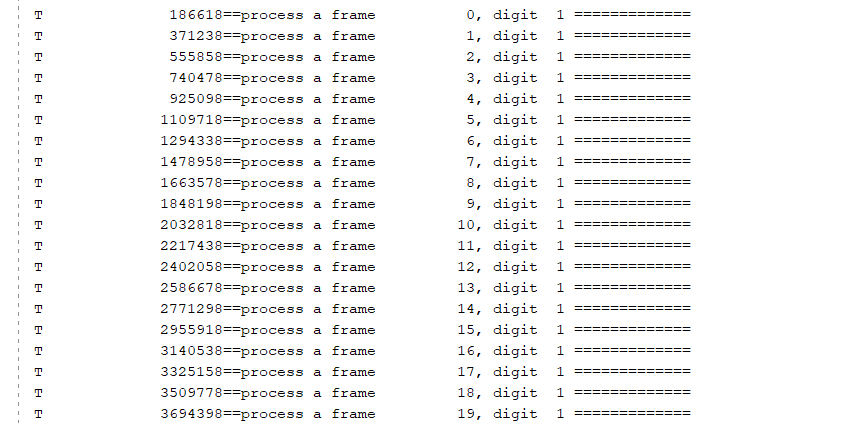 T 186618==process a frame 0, digit 1 =============
T 371238==process a frame 1, digit 1 =============
T 555858==process a frame 2, digit 1 =============
T 740478==process a frame 3, digit 1 =============
T 925098==process a frame 4, digit 1 =============
T 1109718==process a frame 5, digit 1 =============
T 1294338==process a frame 6, digit 1 =============
T 1478958==process a frame 7, digit 1 =============
T 1663578==process a frame 8, digit 1 =============
T 1848198==process a frame 9, digit 1 =============
T 2032818==process a frame 10, digit 1 =============
T 2217438==process a frame 11, digit 1 =============
T 2402058==process a frame 12, digit 1 =============
T 2586678==process a frame 13, digit 1 =============
T 2771298==process a frame 14, digit 1 =============
T 2955918==process a frame 15, digit 1 =============
T 3140538==process a frame 16, digit 1 =============
T 3325158==process a frame 17, digit 1 =============
T 3509778==process a frame 18, digit 1 =============
T 3694398==process a frame 19, digit 1 =============